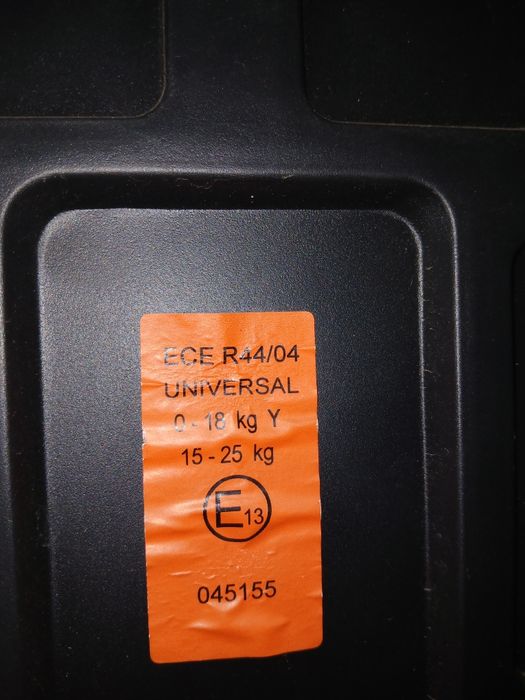 ECE R44/04
UNIVERSAL
0 - 18 kg Y
15 - 25 kg
E13
045155